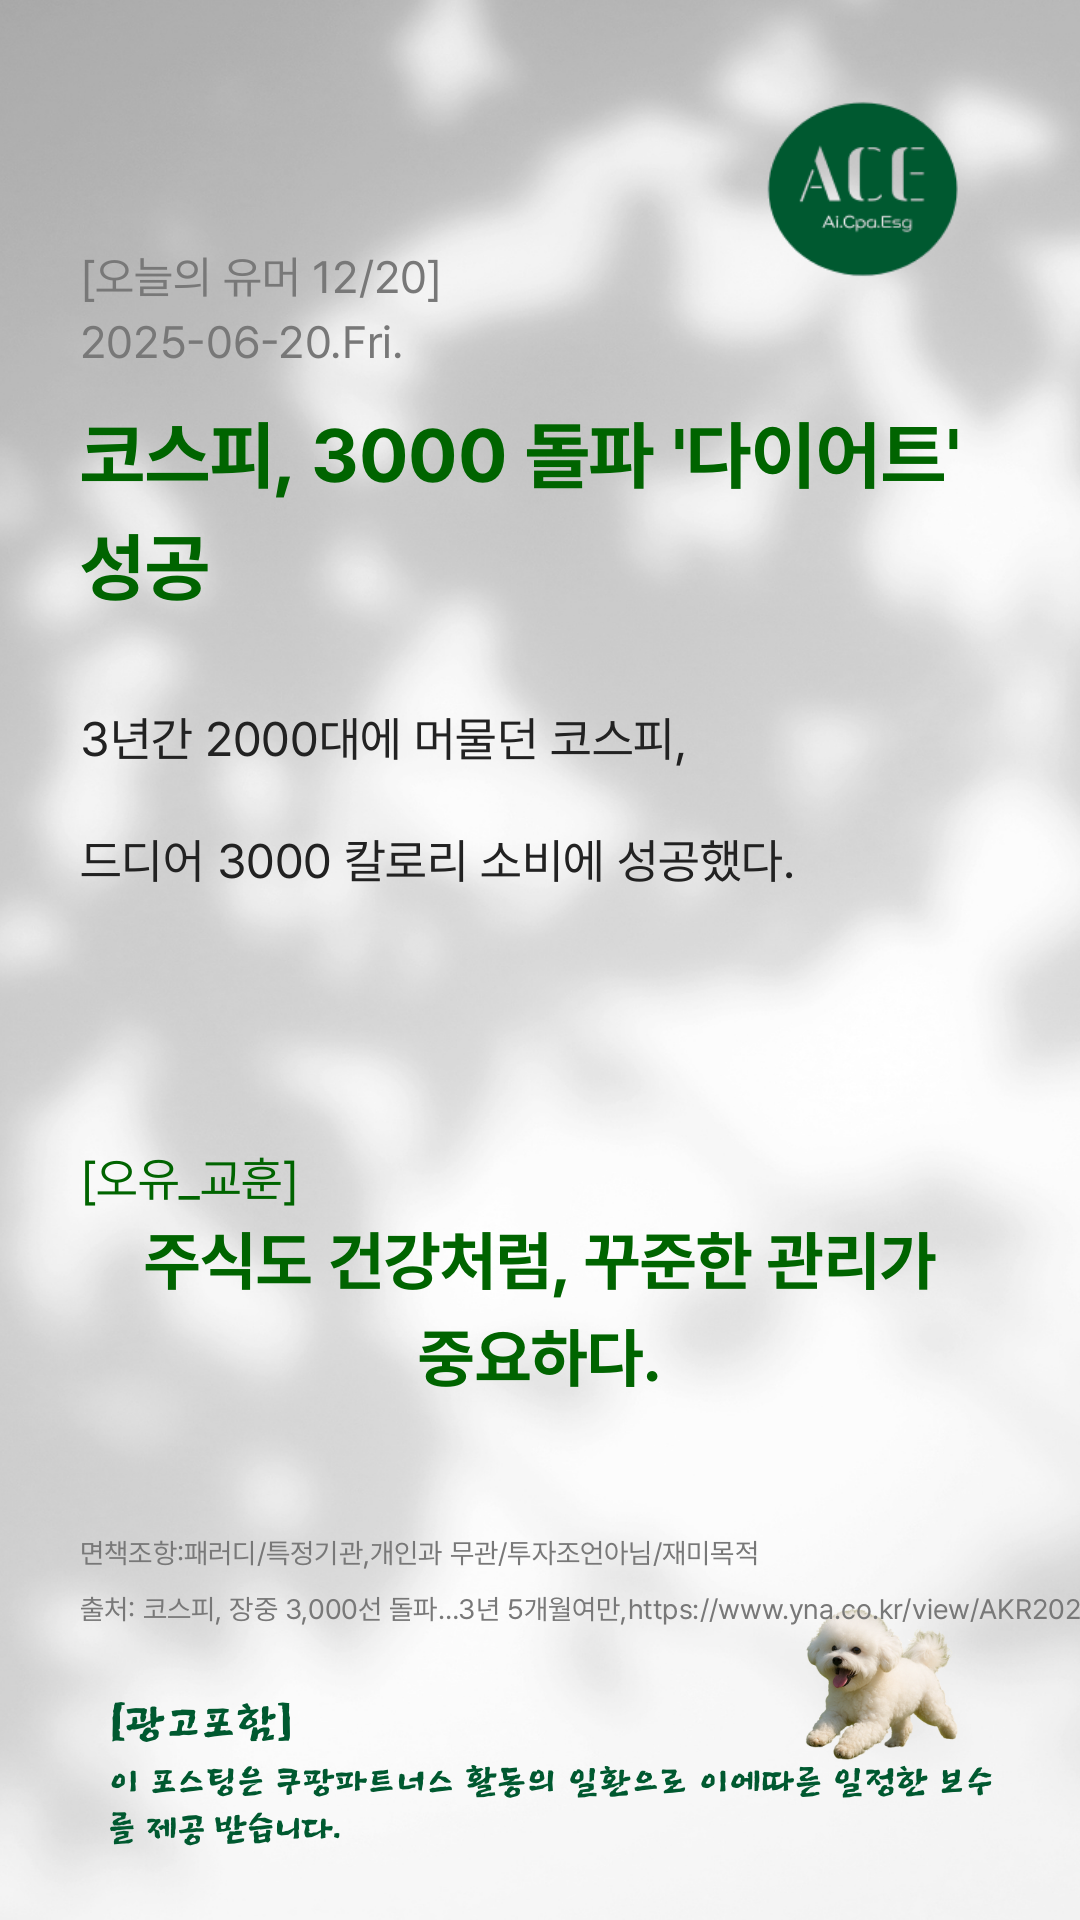 ACE
Ai.Cpa.Esg
[오늘의 유머 12/20]
2025-06-20.Fri.
코스피, 3000 돌파 '다이어트'
성공
3년간 2000대에 머물던 코스피,
드디어 3000 칼로리 소비에 성공했다.
[오유_교훈]
주식도 건강처럼, 꾸준한 관리가
중요하다.
면책조항:패러디/특정기관,개인과 무관/투자조언아님/재미목적
출처: 코스피, 장중 3,000선 돌파...3년 5개월여만,https://www.yna.co.kr/view/AKR202
[광고포함]
이 포스팅은 쿠팡파트너스 활동의 일환으로 이에따른 일정한 보수
를 제공 받습니다.